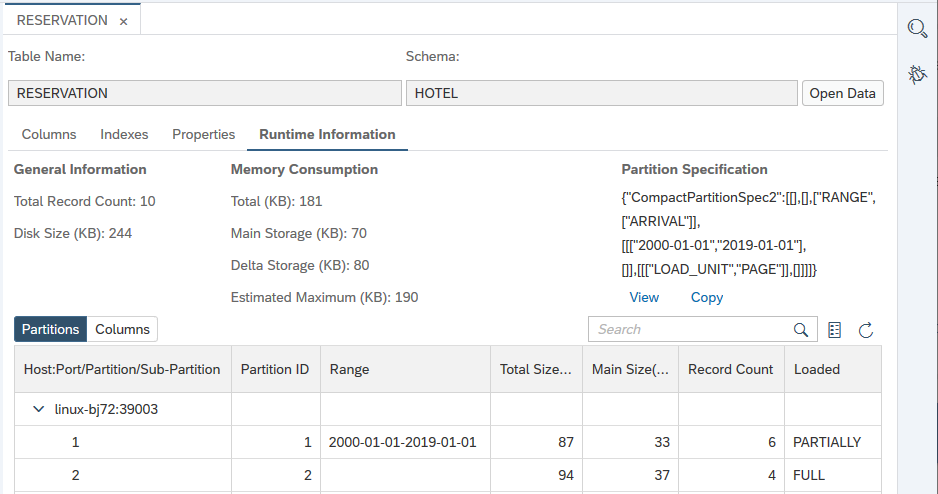 RESERVATION ×
Table Name: Schema:
RESERVATION HOTEL Open Data
Columns Indexes Properties Runtime Information
General Information Memory Consumption Partition Specification
Total Record Count: 10 Total (KB): 181 {"CompactPartitionSpec2":[[],[],["RANGE",
Disk Size (KB): 244 Main Storage (KB): 70 ["ARRIVAL"]],
[[["2000-01-01","2019-01-01"],
Delta Storage (KB): 80 []],[[["LOAD_UNIT","PAGE"]],[]]]]}
Estimated Maximum (KB): 190 View Copy
Partitions Columns Search
Host:Port/Partition/Sub-Partition Partition ID Range Total Size... Main Size(... Record Count Loaded
linux-bj72:39003
1 1 2000-01-01-2019-01-01 87 33 6 PARTIALLY
2 2 94 37 4 FULL